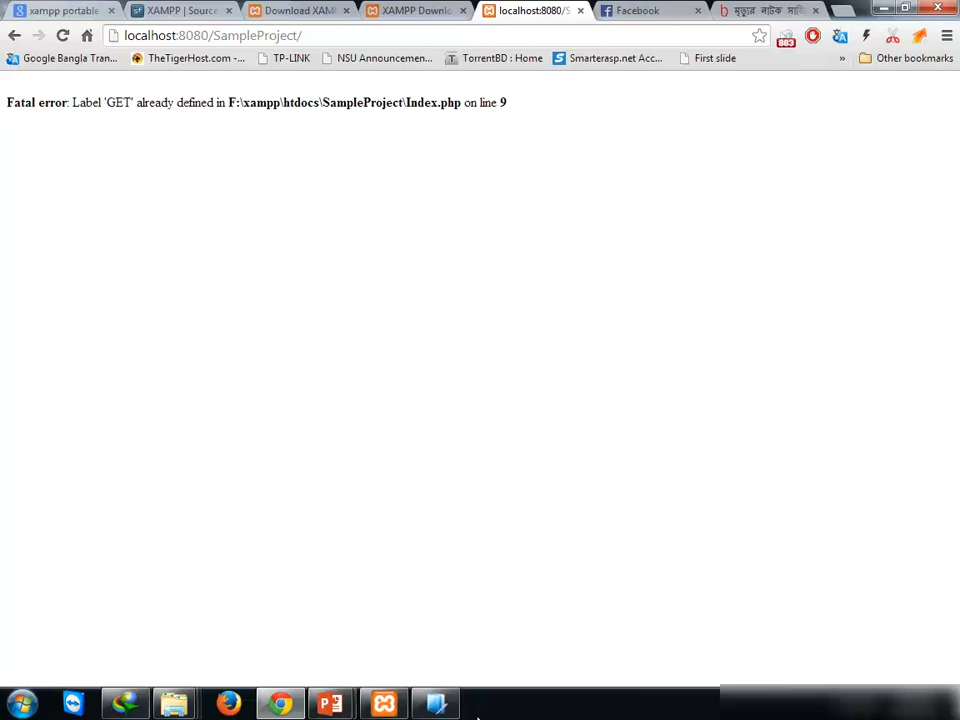 xampp portable
XAMPP | Source
Download XAM
XAMPP Downlo
localhost:8080/S
Facebook
মৃত্যুর নাটক সাজি
localhost:8080/SampleProject/
883
Google Bangla Tran...
TheTigerHost.com -...
TP-LINK
NSU Announcemen...
TorrentBD : Home
Smarterasp.net Acc...
First slide
»
Other bookmarks
Fatal error: Label 'GET' already defined in F:\xampp\htdocs\SampleProject\Index.php on line 9